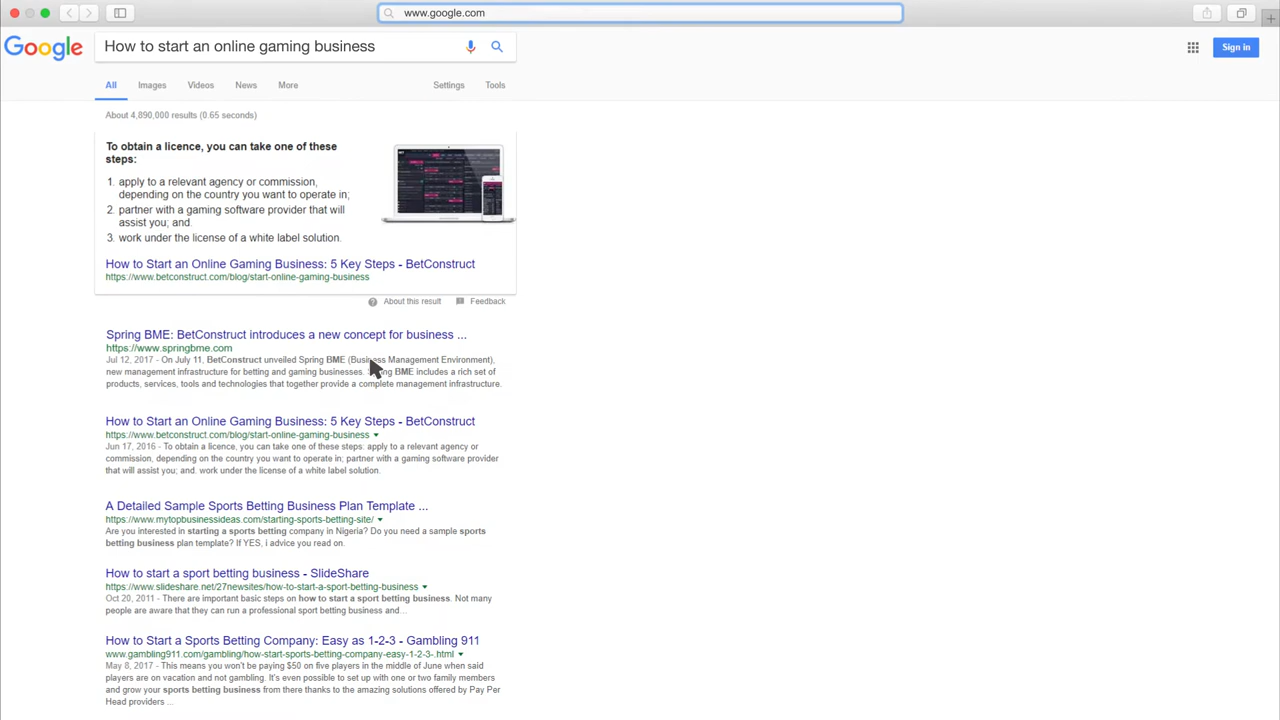 www.google.com
Google
How to start an online gaming business
Sign in
All
Images
Videos
News
More
Settings
Tools
About 4,890,000 results (0.65 seconds)
To obtain a licence, you can take one of these
steps:
1. apply to a relevant agency or commission,
depending on the country you want to operate in;
2. partner with a gaming software provider that will
assist you; and.
3. work under the license of a white label solution.
How to Start an Online Gaming Business: 5 Key Steps - BetConstruct
https://www.betconstruct.com/blog/start-online-gaming-business
About this result
Feedback
Spring BME: BetConstruct introduces a new concept for business ...
https://www.springbme.com
Jul 12, 2017 - On July 11, BetConstruct unveiled Spring BME (Business Management Environment),
new management infrastructure for betting and gaming businesses. BME includes a rich set of
products, services, tools and technologies that together provide a complete management infrastructure.
How to Start an Online Gaming Business: 5 Key Steps - BetConstruct
https://www.betconstruct.com/blog/start-online-gaming-business
Jun 17, 2016 - To obtain a licence, you can take one of these steps: apply to a relevant agency or
commission, depending on the country you want to operate in; partner with a gaming software provider
that will assist you; and. work under the license of a white label solution.
A Detailed Sample Sports Betting Business Plan Template ...
https://www.mytopbusinessideas.com/starting-sports-betting-site/
Are you interested in starting a sports betting company in Nigeria? Do you need a sample sports
betting business plan template? If YES, i advice you read on.
How to start a sport betting business - SlideShare
https://www.slideshare.net/27newsites/how-to-start-a-sport-betting-business
Oct 20, 2011 - There are important basic steps on how to start a sport betting business. Not many
people are aware that they can run a professional sport betting business and...
How to Start a Sports Betting Company: Easy as 1-2-3 - Gambling 911
www.gambling911.com/gambling/how-start-sports-betting-company-easy-1-2-3-.html
May 8, 2017 - This means you won't be paying $50 on five players in the middle of June when said
players are on vacation and not gambling. It's even possible to set up with one or two family members
and grow your sports betting business from there thanks to the amazing solutions offered by Pay Per
Head providers ...